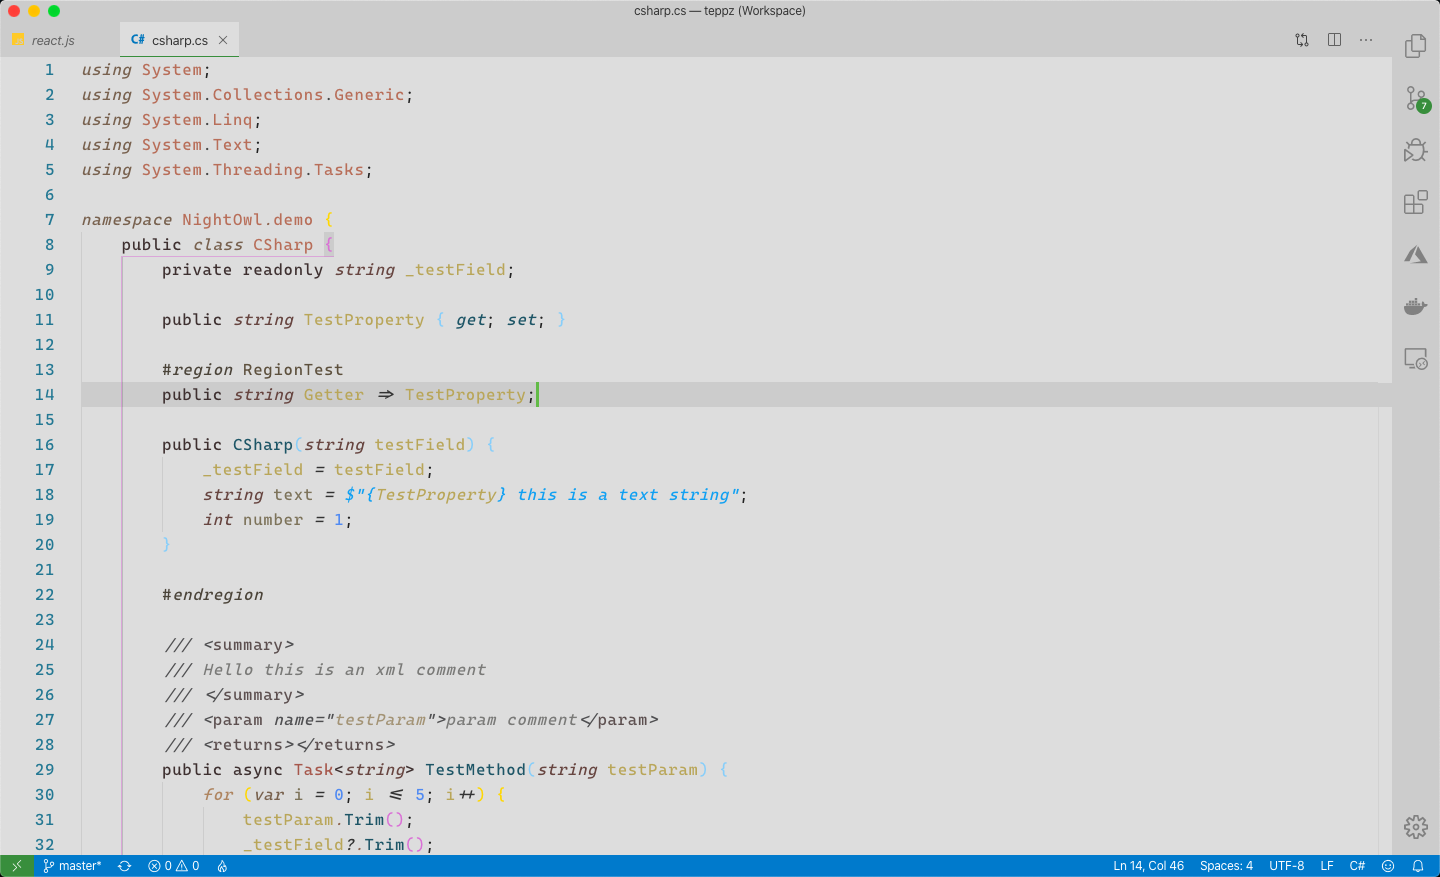 csharp.cs — teppz (Workspace)
react.js
C# csharp.cs
1 using System;
2 using System.Collections.Generic;
3 using System.Linq;
4 using System.Text;
5 using System.Threading.Tasks;
6
7 namespace NightOwl.demo {
8 public class CSharp {
9 private readonly string _testField;
10
11 public string TestProperty { get; set; }
12
13 #region RegionTest
14 public string Getter => TestProperty;
15
16 public CSharp(string testField) {
17 _testField = testField;
18 string text = $"{TestProperty} this is a text string";
19 int number = 1;
20 }
21
22 #endregion
23
24 /// <summary>
25 /// Hello this is an xml comment
26 /// </summary>
27 /// <param name="testParam">param comment</param>
28 /// <returns></returns>
29 public async Task<string> TestMethod(string testParam) {
30 for (var i = 0; i <= 5; i++) {
31 testParam.Trim();
32 _testField?.Trim();
7
master* 0 0 Ln 14, Col 46 Spaces: 4 UTF-8 LF C#